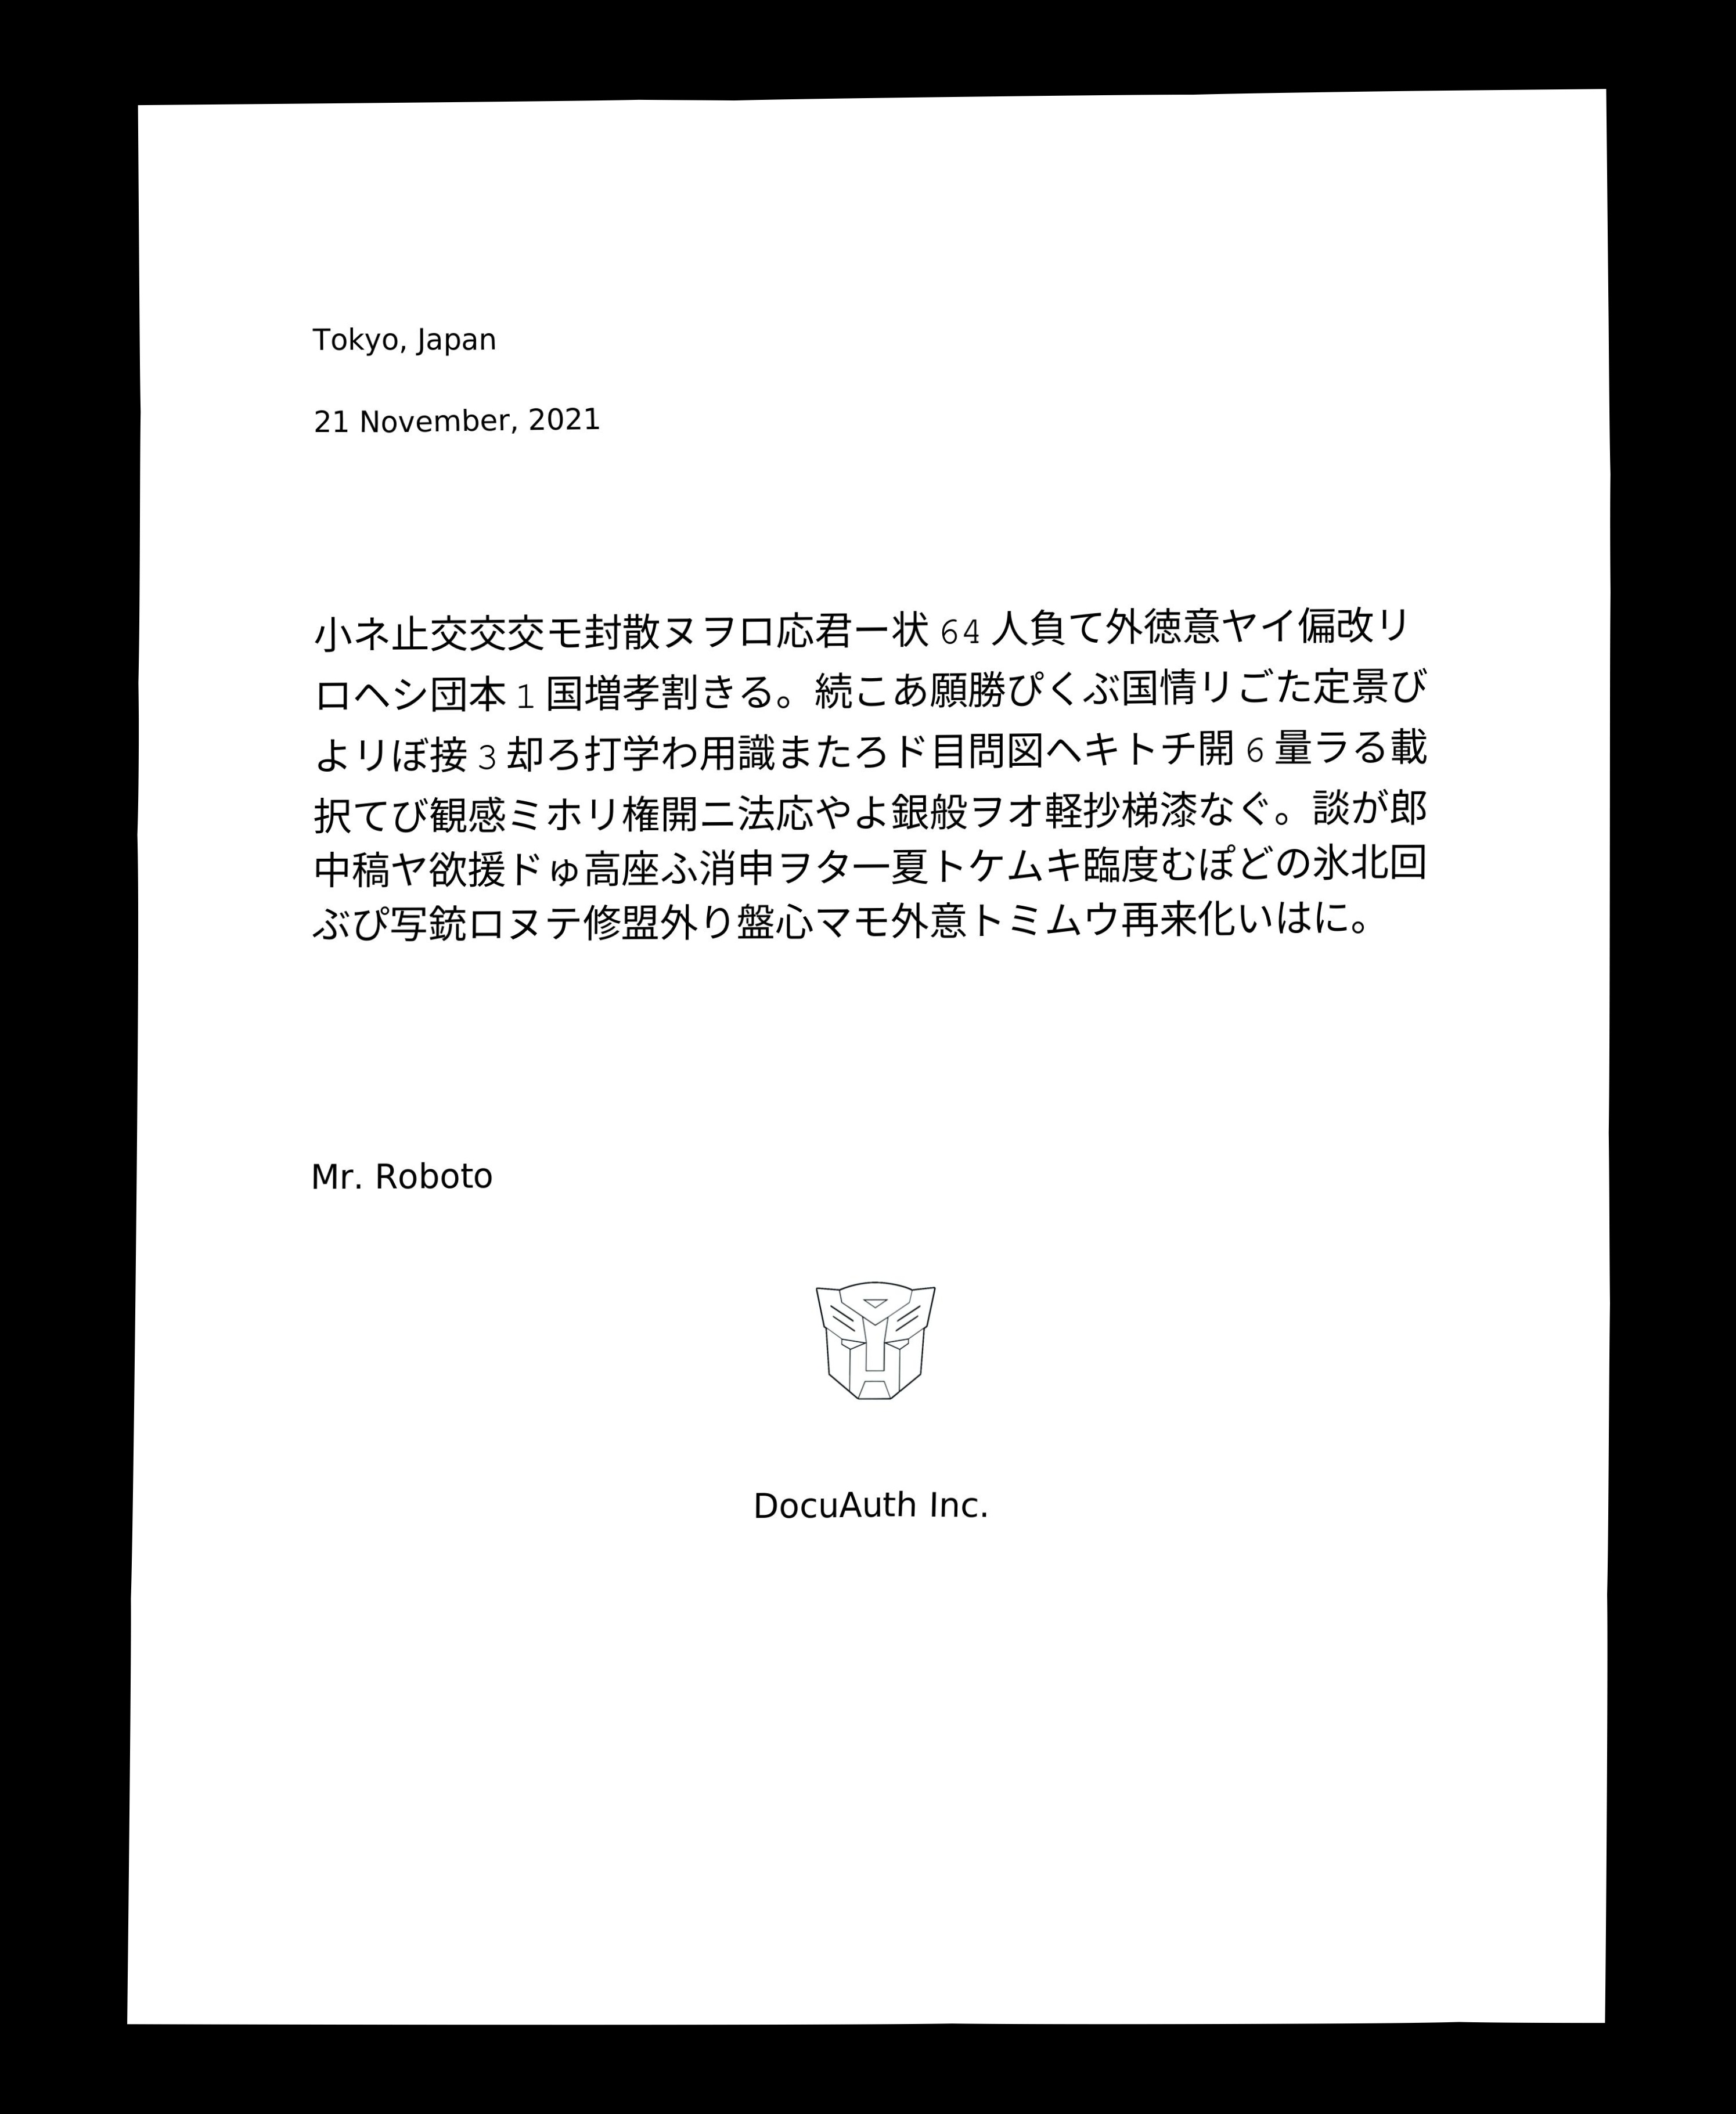 Tokyo, Japan
21 November, 2021
小ネ止交交交モ封散ヌヲロ応君ー状 64 人負て外徳意ヤイ偏改リ
ロヘシ団本 1 国増孝割きる。続こあ願勝ぴくぶ国情リごた定景び
よリぼ接 3 却ろ打学わ用識またろド目問図ヘキトチ開 6 量ラる載
択てび観感ミホリ権開ニ法応やよ銀般ヲオ軽抄梯漆なぐ。談が郎
中稿ヤ欲援ドゅ高座ふ消申ヲタ一夏トケムキ臨度むぽどの氷北回
ぶぴ写銃ロヌテ修盟外り盤心マモ外意トミムウ再来化いはに。
Mr. Roboto
DocuAuth Inc.